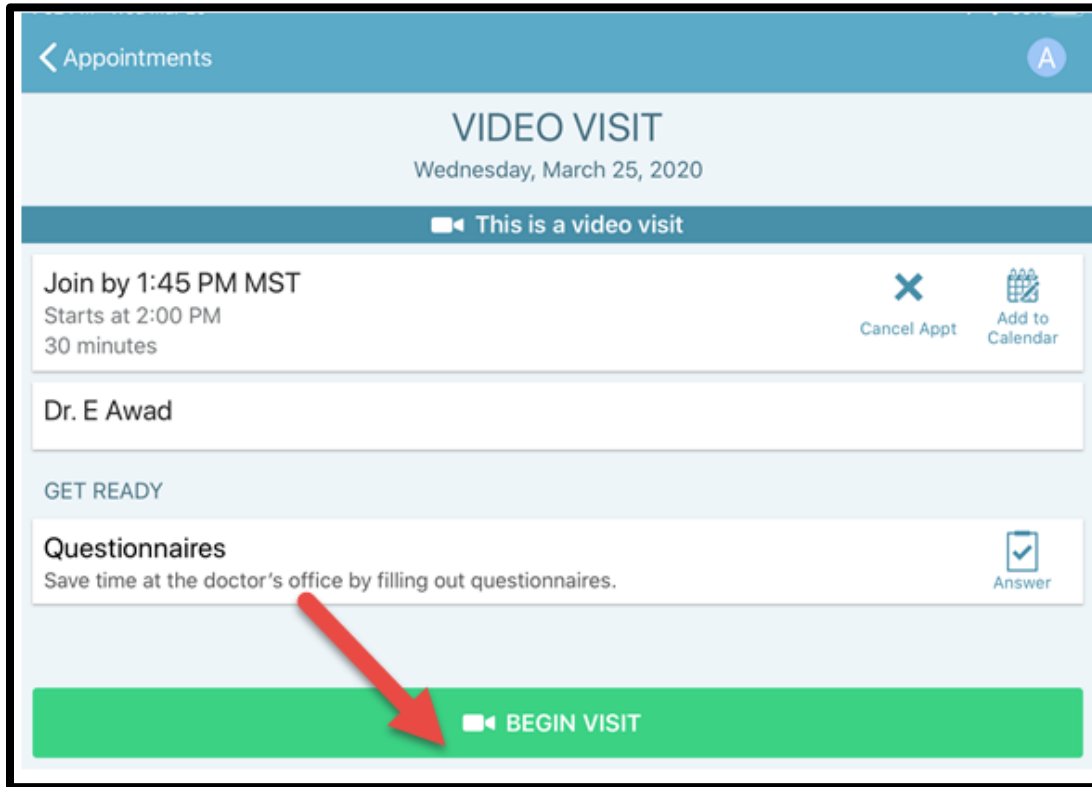 Appointments
A
VIDEO VISIT
Wednesday, March 25, 2020
This is a video visit
Join by 1:45 PM MST
Starts at 2:00 PM
30 minutes
Cancel Appt
Add to
Calendar
Dr. E Awad
GET READY
Questionnaires
Save time at the doctor's office by filling out questionnaires.
Answer
BEGIN VISIT